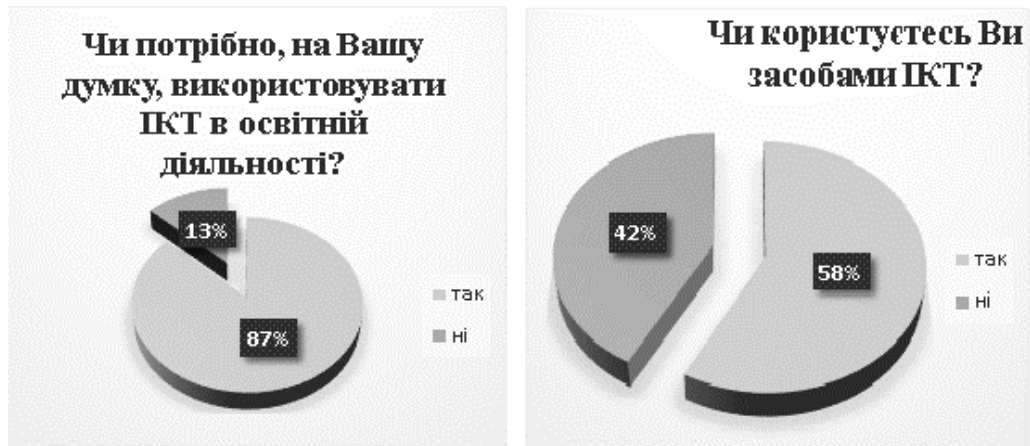 Чи потрібно, на Вашу
думку, використовувати
ІКТ в освітній
діяльності?
13%
87%
так
ні
Чи користуєтесь Ви
засобами ІКТ?
42%
58%
так
ні